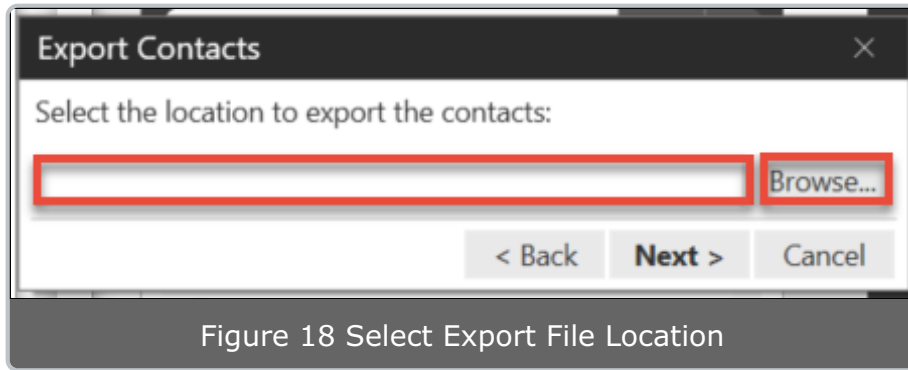 Export Contacts
Select the location to export the contacts:
Browse...
< Back Next > Cancel
Figure 18 Select Export File Location